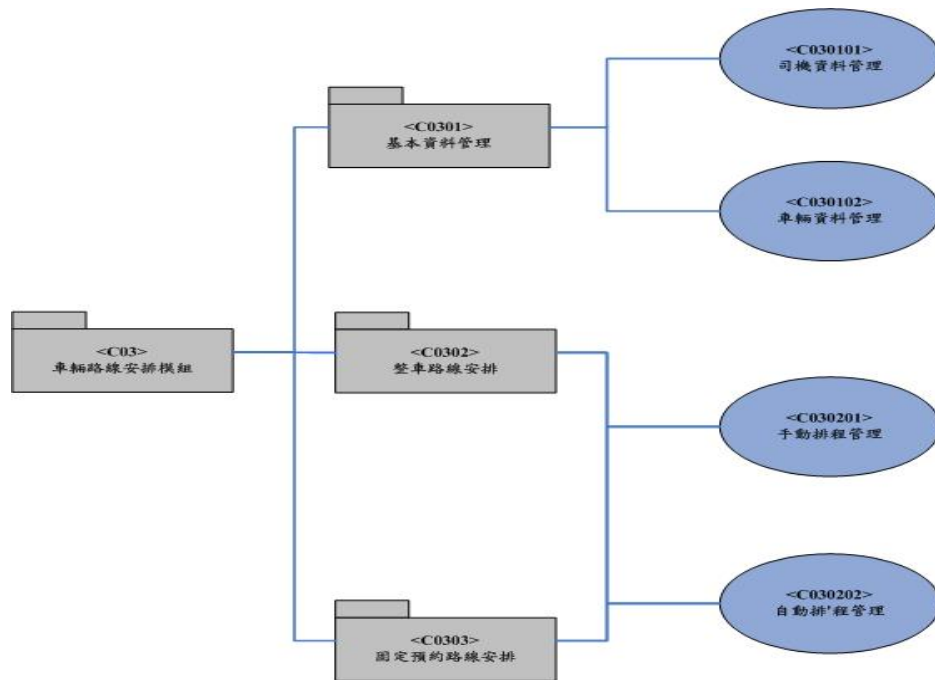 <C030101>
司機資料管理
<C0301>
基本資料管理
<C030102>
車輛資料管理
<C03>
車輛路線安排模組
<C0302>
整車路線安排
<C030201>
手動排程管理
<C030202>
自動排'程管理
<C0303>
固定預約路線安排